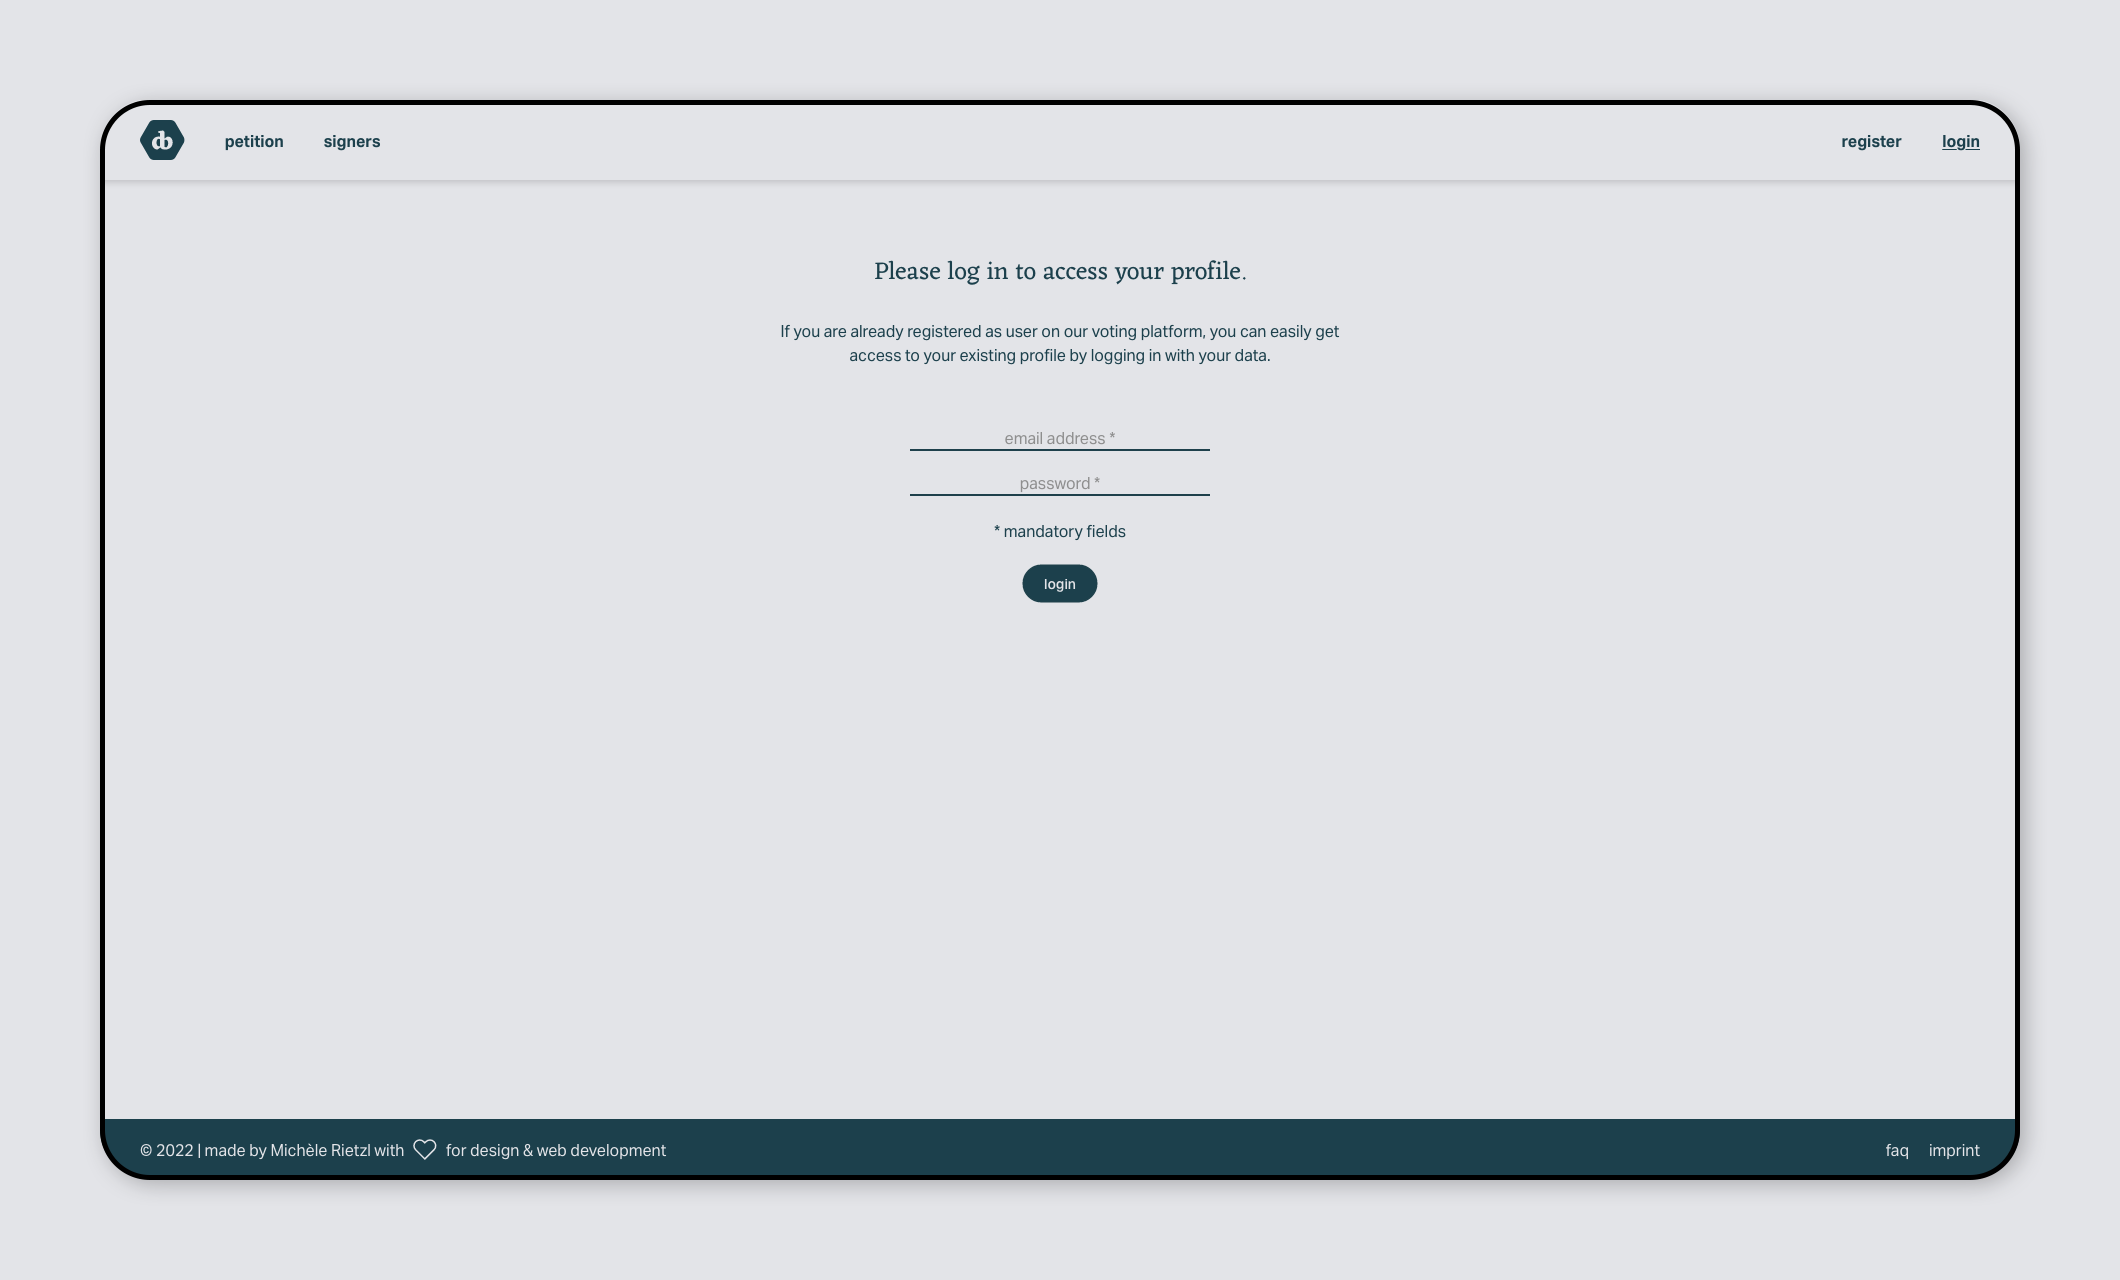 db
petition
signers
register
login
Please log in to access your profile.
If you are already registered as user on our voting platform, you can easily get
access to your existing profile by logging in with your data.
email address *
password *
* mandatory fields
login
© 2022 | made by Michèle Rietzl with ♡ for design & web development
faq
imprint